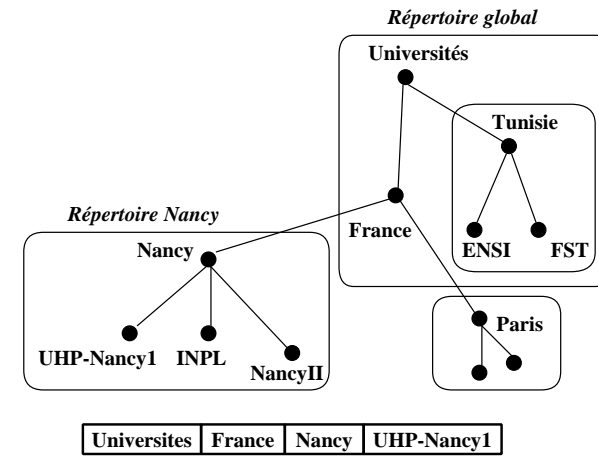 Répertoire global
Universités
Tunisie
Répertoire Nancy
France
ENSI FST
Nancy
Paris
UHP-Nancy1 INPL
NancyII
Universites France Nancy UHP-Nancy1